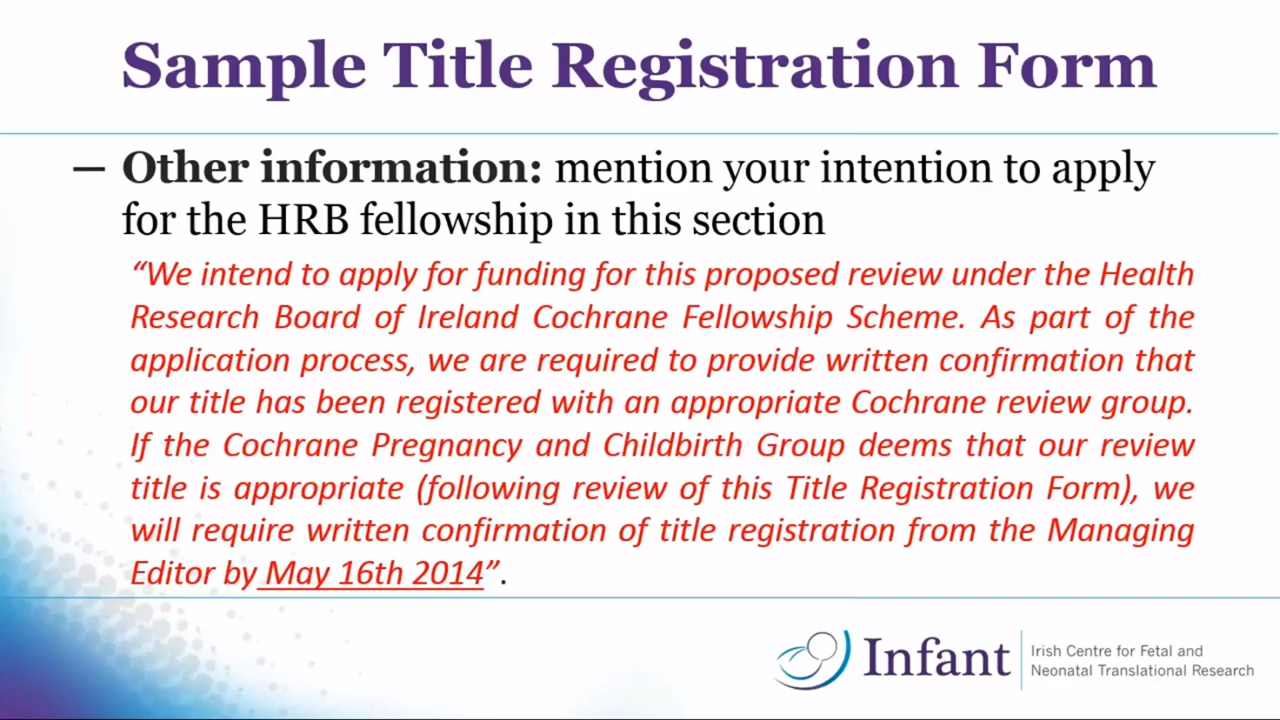 Sample Title Registration Form
— Other information: mention your intention to apply
for the HRB fellowship in this section
“We intend to apply for funding for this proposed review under the Health
Research Board of Ireland Cochrane Fellowship Scheme. As part of the
application process, we are required to provide written confirmation that
our title has been registered with an appropriate Cochrane review group.
If the Cochrane Pregnancy and Childbirth Group deems that our review
title is appropriate (following review of this Title Registration Form), we
will require written confirmation of title registration from the Managing
Editor by May 16th 2014”.
Infant
Irish Centre for Fetal and
Neonatal Translational Research